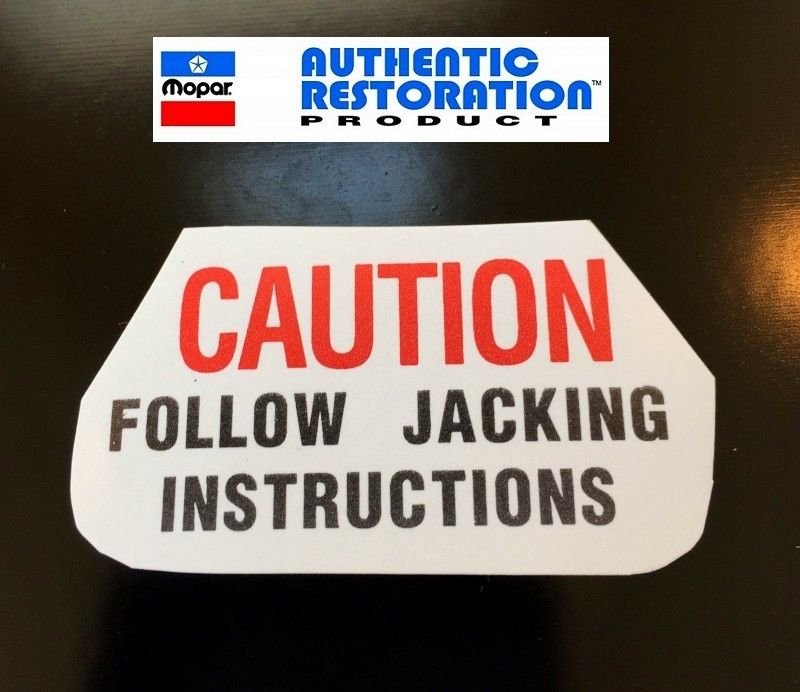 Mopar.
AUTHENTIC
RESTORATION™
PRODUCT
CAUTION
FOLLOW JACKING
INSTRUCTIONS